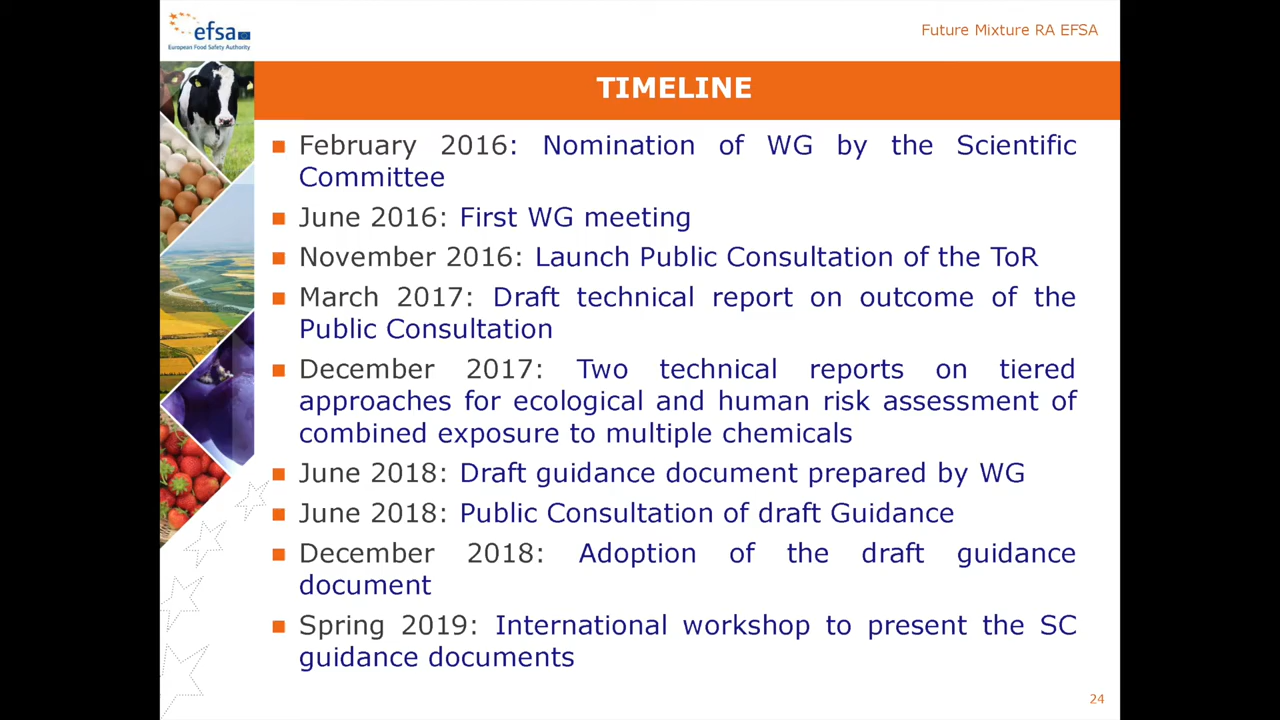 efsa
European Food Safety Authority
Future Mixture RA EFSA
TIMELINE
February 2016: Nomination of WG by the Scientific
Committee
June 2016: First WG meeting
November 2016: Launch Public Consultation of the ToR
March 2017: Draft technical report on outcome of the
Public Consultation
December 2017: Two technical reports on tiered
approaches for ecological and human risk assessment of
combined exposure to multiple chemicals
June 2018: Draft guidance document prepared by WG
June 2018: Public Consultation of draft Guidance
December 2018: Adoption of the draft guidance
document
Spring 2019: International workshop to present the SC
guidance documents
24